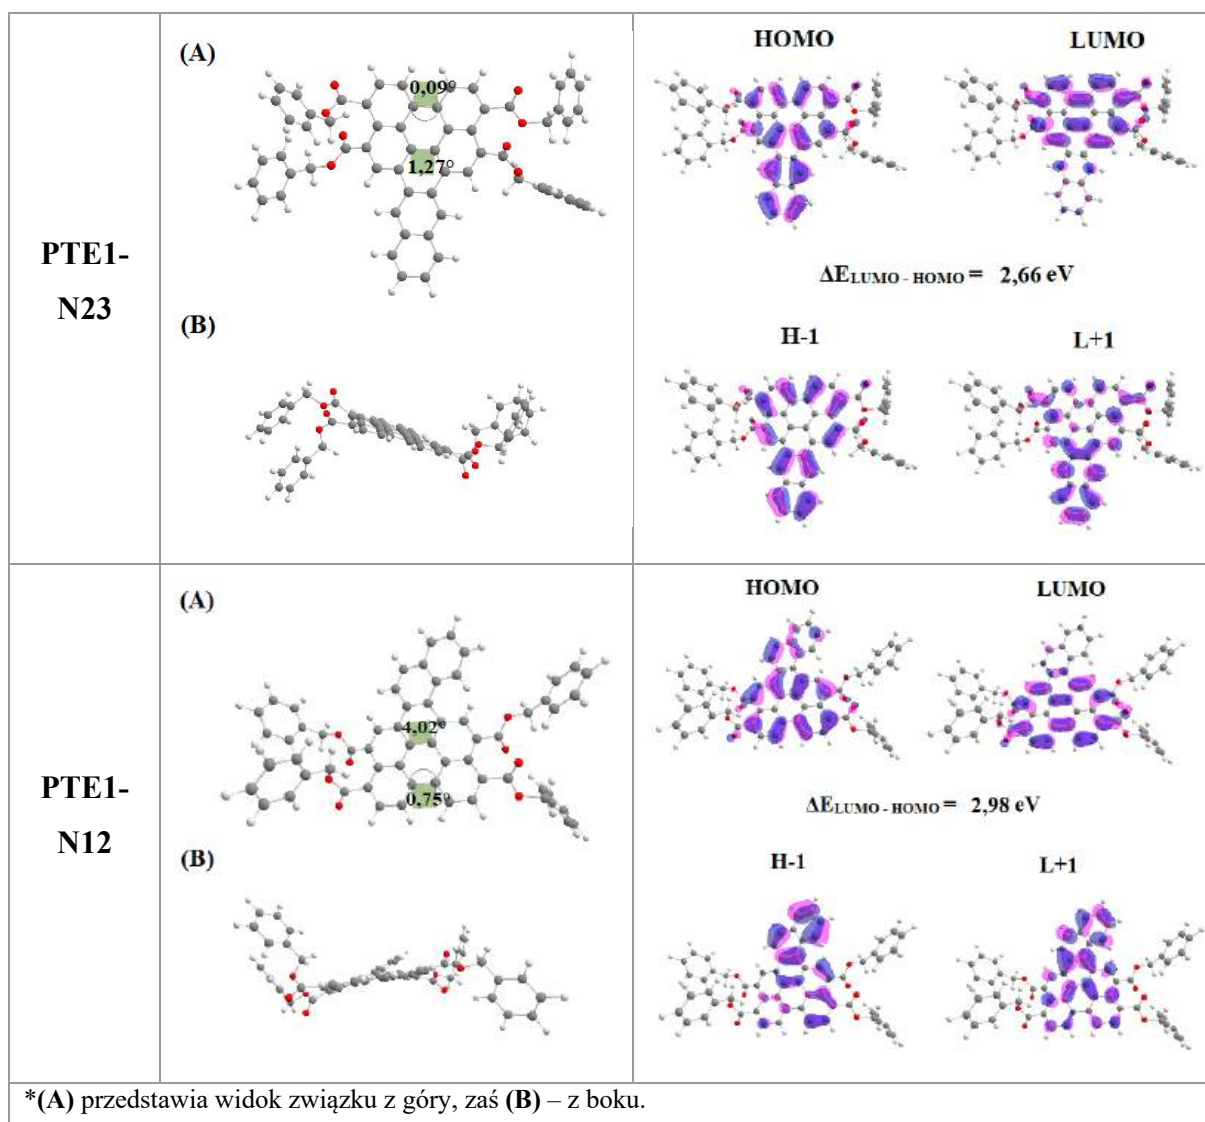 PTE1-
N23
(A)
0,09°
1,27°
(B)
HOMO
LUMO
ΔELUMO - HOMO = 2,66 eV
H-1
L+1
PTE1-
N12
(A)
4,02°
0,75°
(B)
HOMO
LUMO
ΔELUMO - HOMO = 2,98 eV
H-1
L+1
*(A) przedstawia widok związku z góry, zaś (B) – z boku.